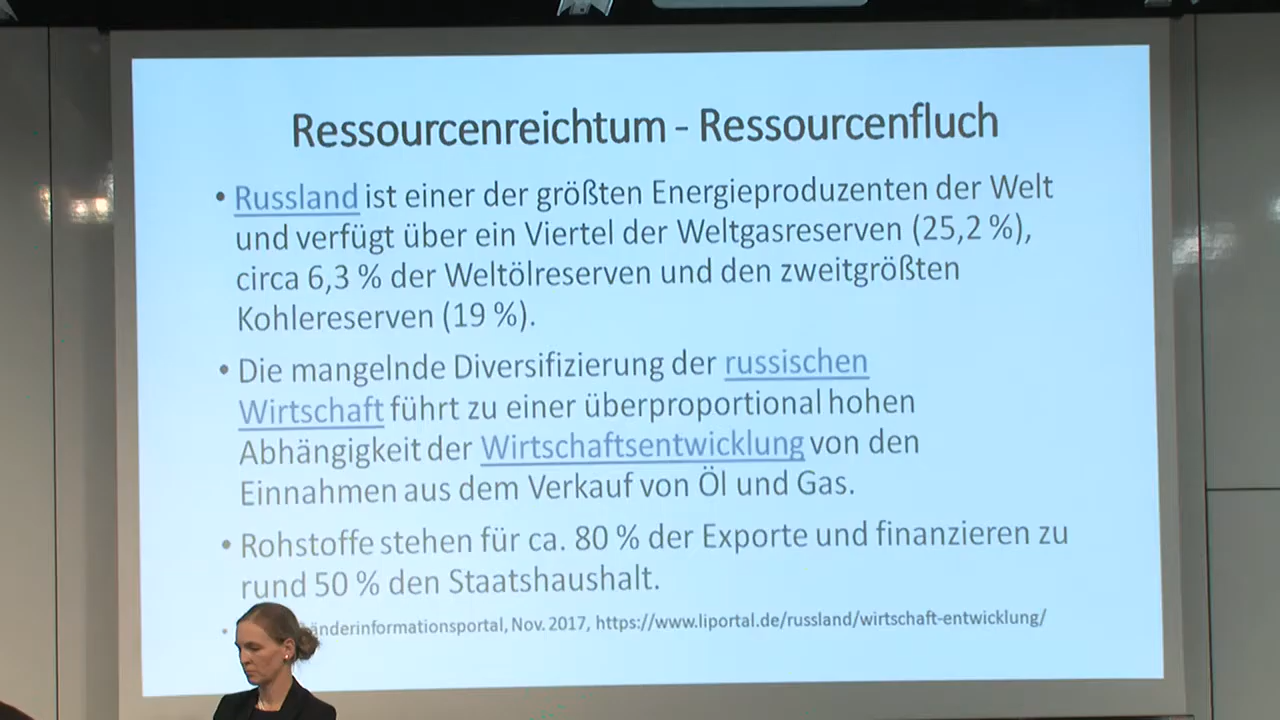 Ressourcenreichtum - Ressourcenfluch
• Russland ist einer der größten Energieproduzenten der Welt
und verfügt über ein Viertel der Weltgasreserven (25,2 %),
circa 6,3 % der Weltölreserven und den zweitgrößten
Kohlereserven (19 %).
• Die mangelnde Diversifizierung der russischen
Wirtschaft führt zu einer überproportional hohen
Abhängigkeit der Wirtschaftsentwicklung von den
Einnahmen aus dem Verkauf von Öl und Gas.
• Rohstoffe stehen für ca. 80 % der Exporte und finanzieren zu
rund 50 % den Staatshaushalt.
• änderinformationsportal, Nov. 2017, https://www.liportal.de/russland/wirtschaft-entwicklung/